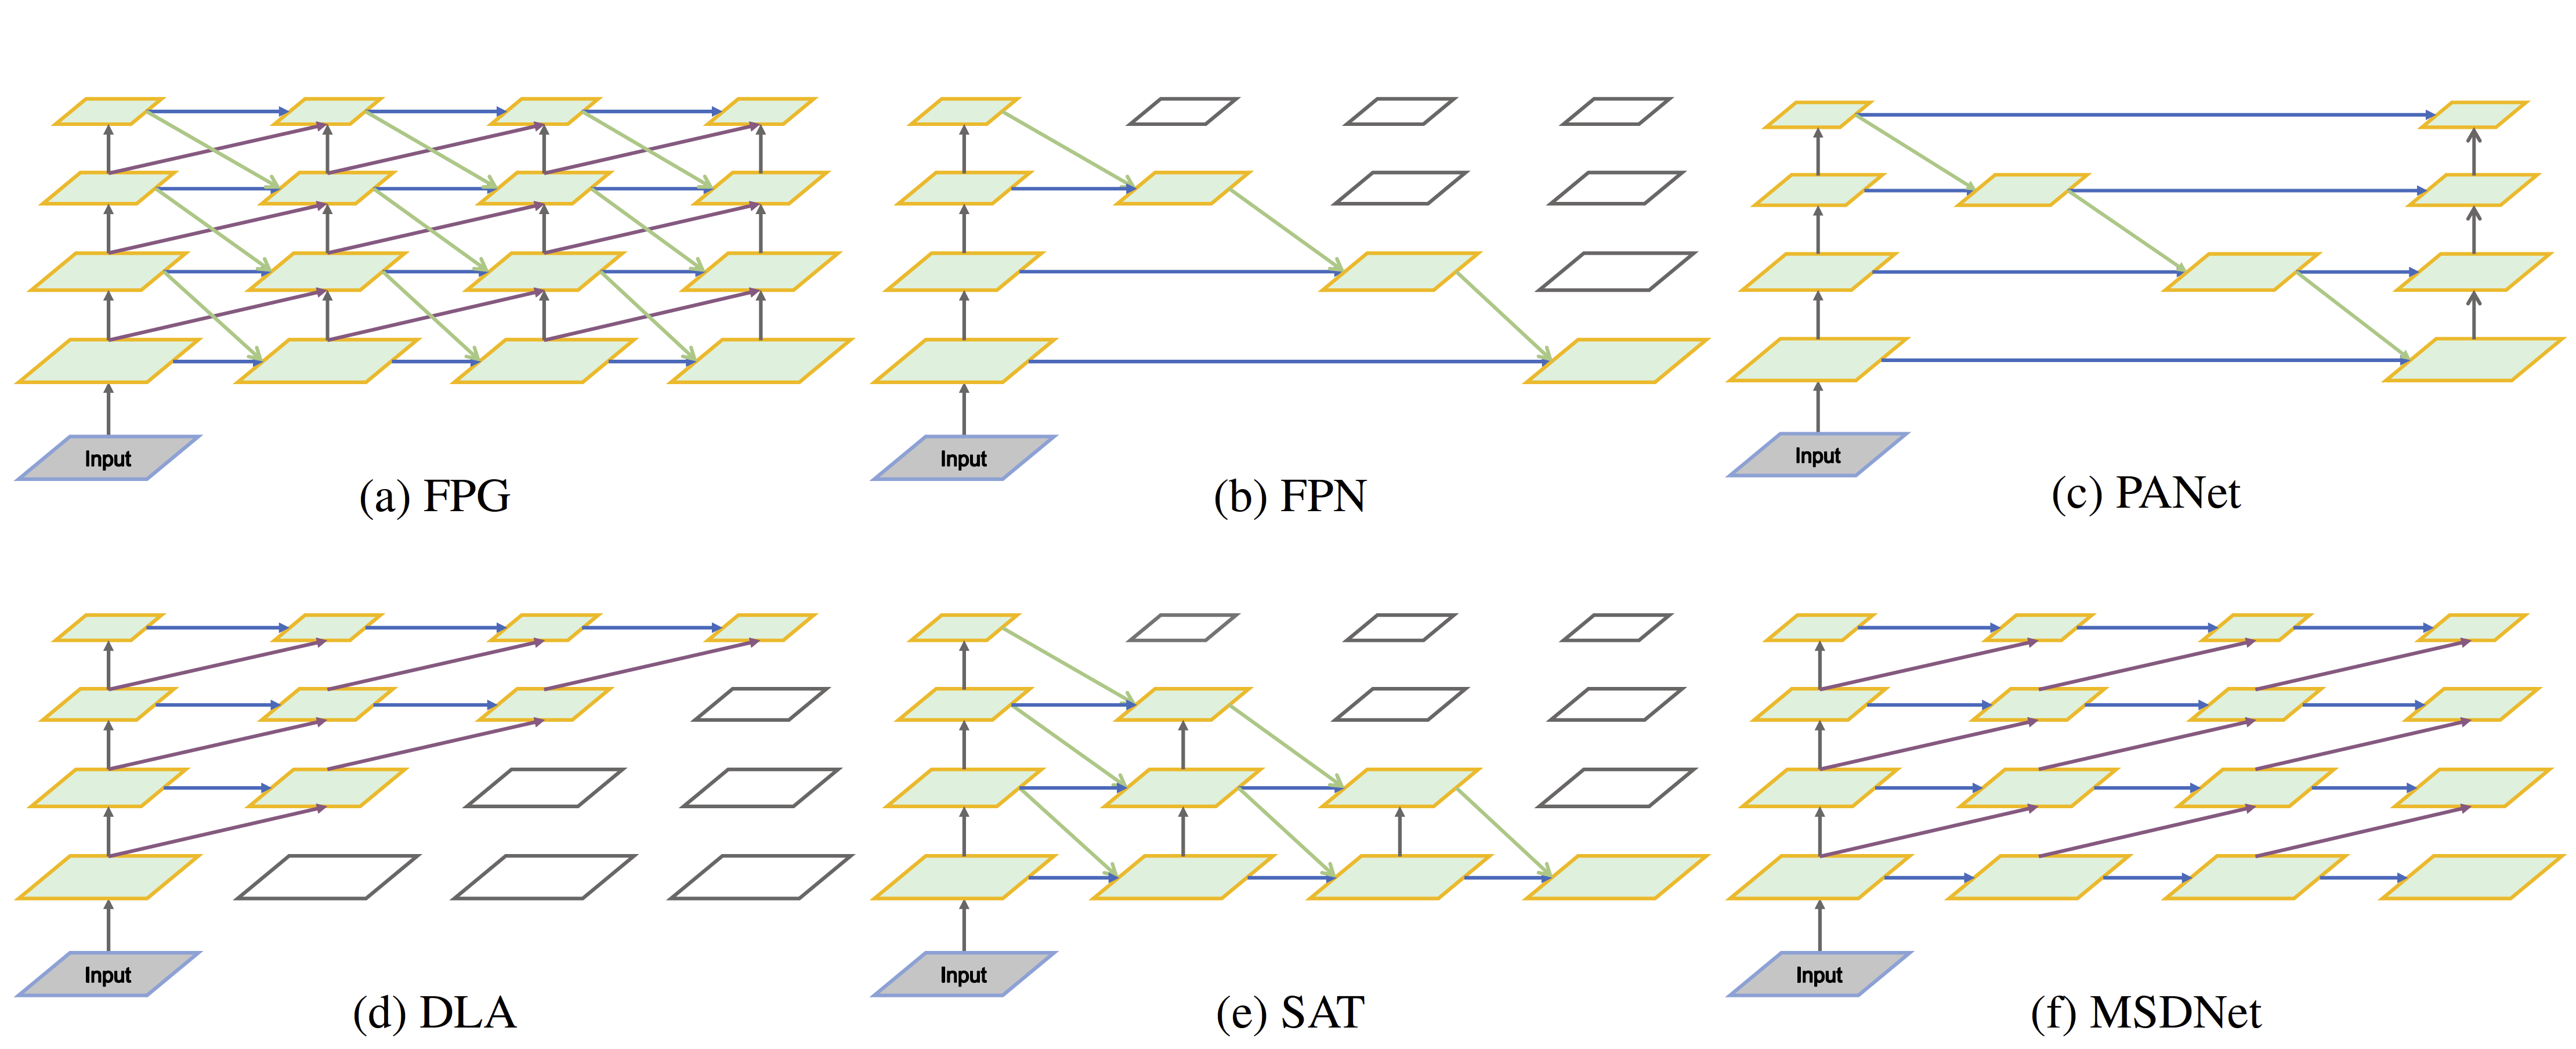 Input
Input
Input
(a) FPG
(b) FPN
(c) PANet
Input
Input
Input
(d) DLA
(e) SAT
(f) MSDNet